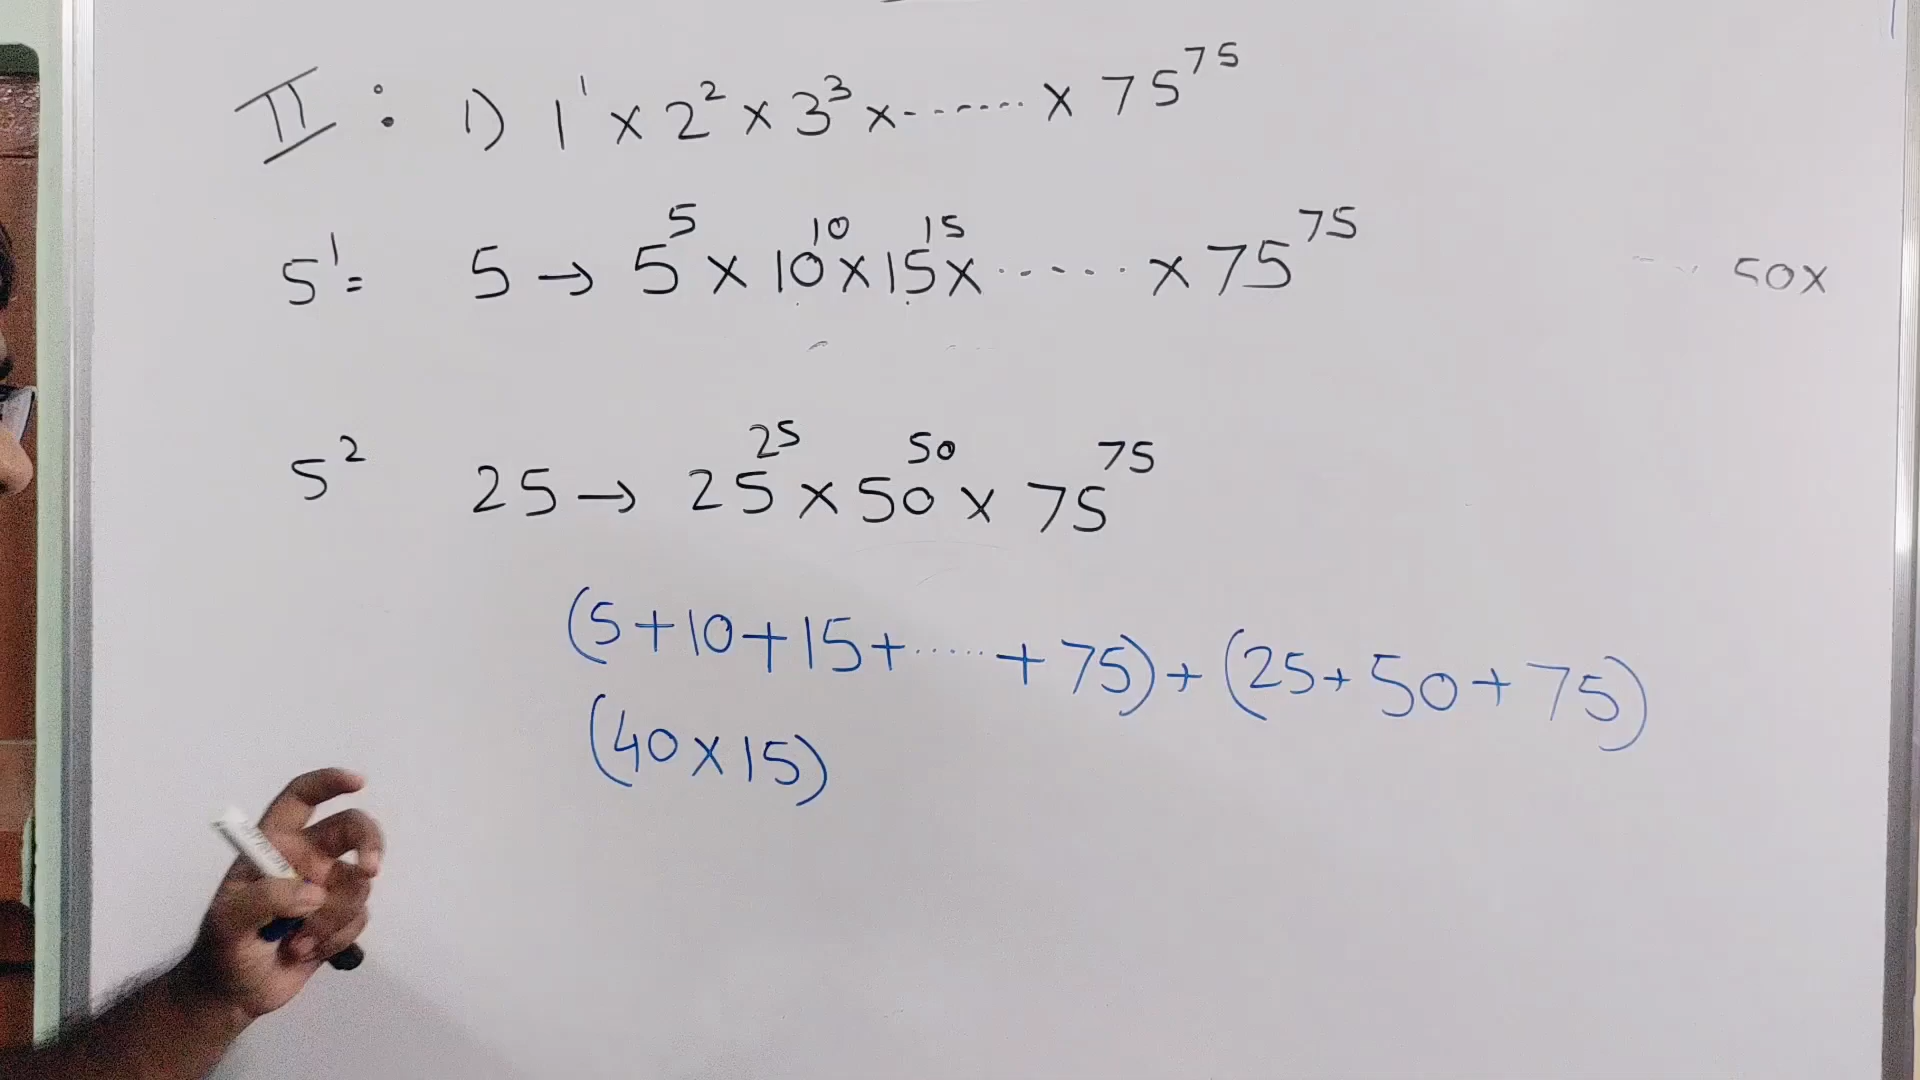 II : 1) 1¹ × 2² × 3³ × ....... × 75⁷⁵
5¹ = 5 → 5⁵ × 10¹⁰ × 15¹⁵ × ..... × 75⁷⁵
50×
5² 25 → 25²⁵ × 50⁵⁰ × 75⁷⁵
(5+10+15+.....+75)+(25+50+75)
(40×15)